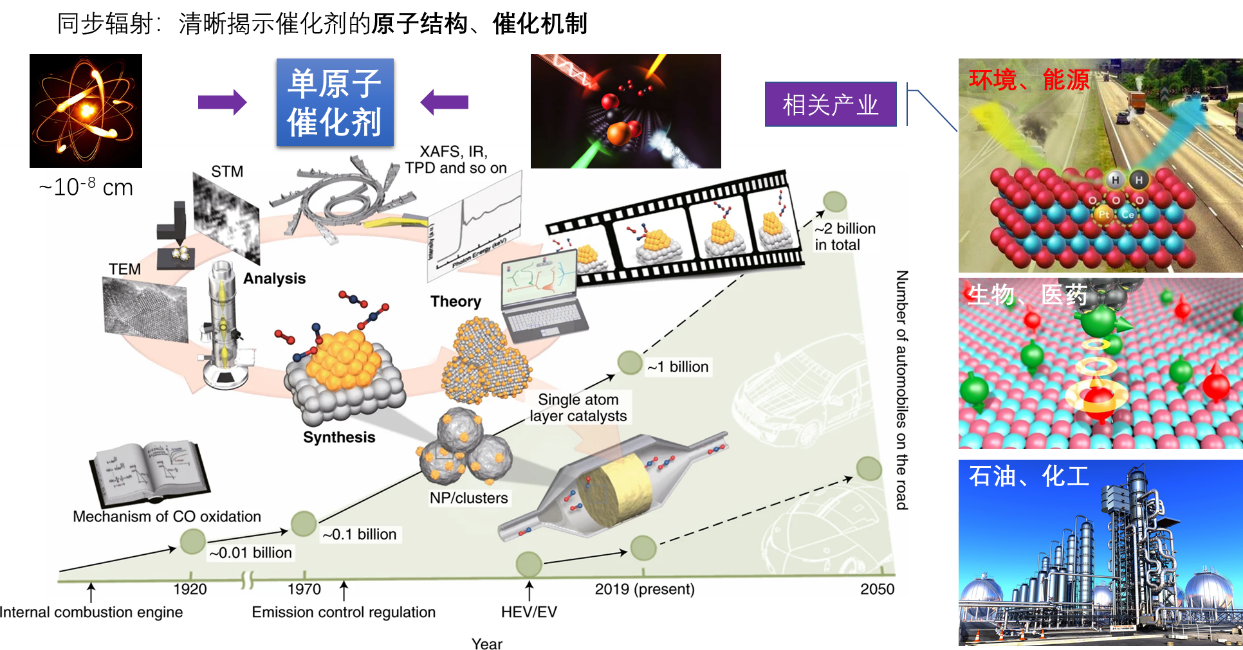 同步辐射：清晰揭示催化剂的原子结构、催化机制
单原子
催化剂
相关产业
环境、能源
~10-8 cm
STM
XAFS, IR,
TPD and so on
TEM
Analysis
Intensity (a.u.)
Photon Energy (keV)
Theory
~2 billion
in total
H H
O O O
Pt Ce
生物、医药
~1 billion
Single atom
layer catalysts
Synthesis
Number of automobiles on the road
石油、化工
NP/clusters
Mechanism of CO oxidation
~0.01 billion
~0.1 billion
1920
1970
2019 (present)
2050
Internal combustion engine
Emission control regulation
HEV/EV
Year